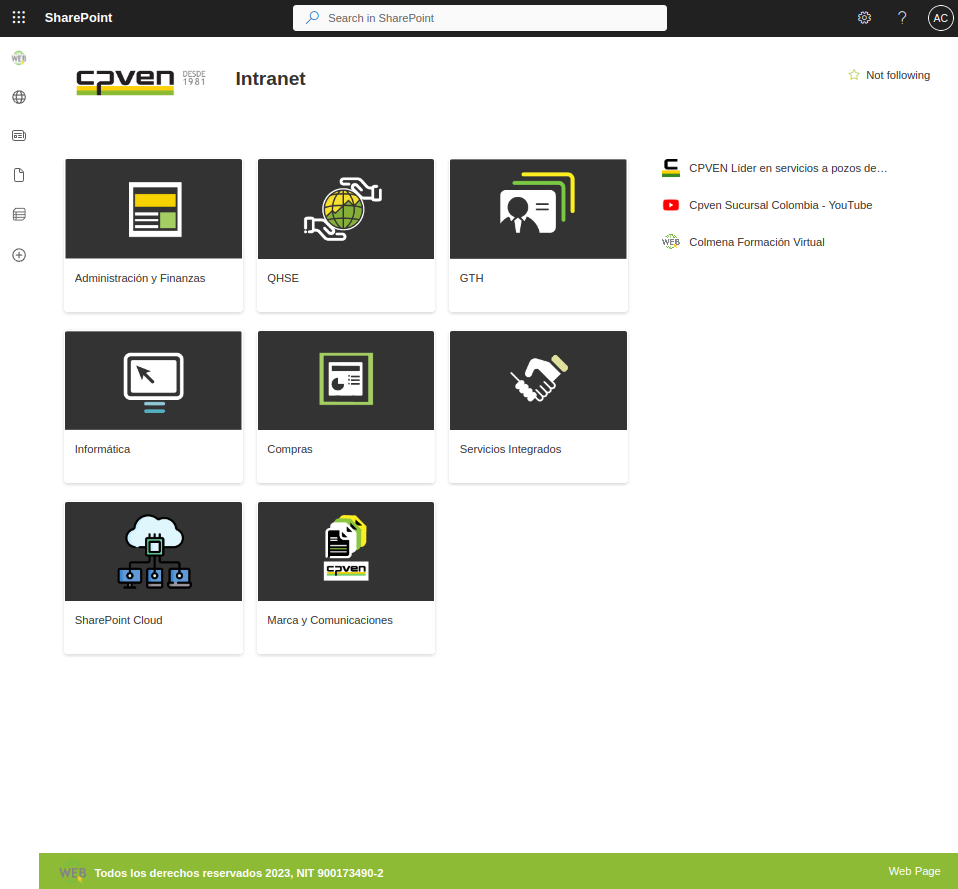 SharePoint
Search in SharePoint
?
AC
WEB
cpven DESDE 1981
Intranet
Not following
Administración y Finanzas
QHSE
GTH
CPVEN Líder en servicios a pozos de…
Cpven Sucursal Colombia - YouTube
WEB
Colmena Formación Virtual
Informática
Compras
Servicios Integrados
cpven
SharePoint Cloud
Marca y Comunicaciones
WEB
Todos los derechos reservados 2023, NIT 900173490-2
Web Page